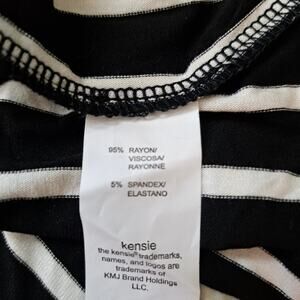 95% RAYON/
VISCOSA/
RAYONNE
5% SPANDEX/
ELASTANO
kensie
the kensie® trademarks,
names, and logos are
trademarks of
KMJ Brand Holdings
LLC.